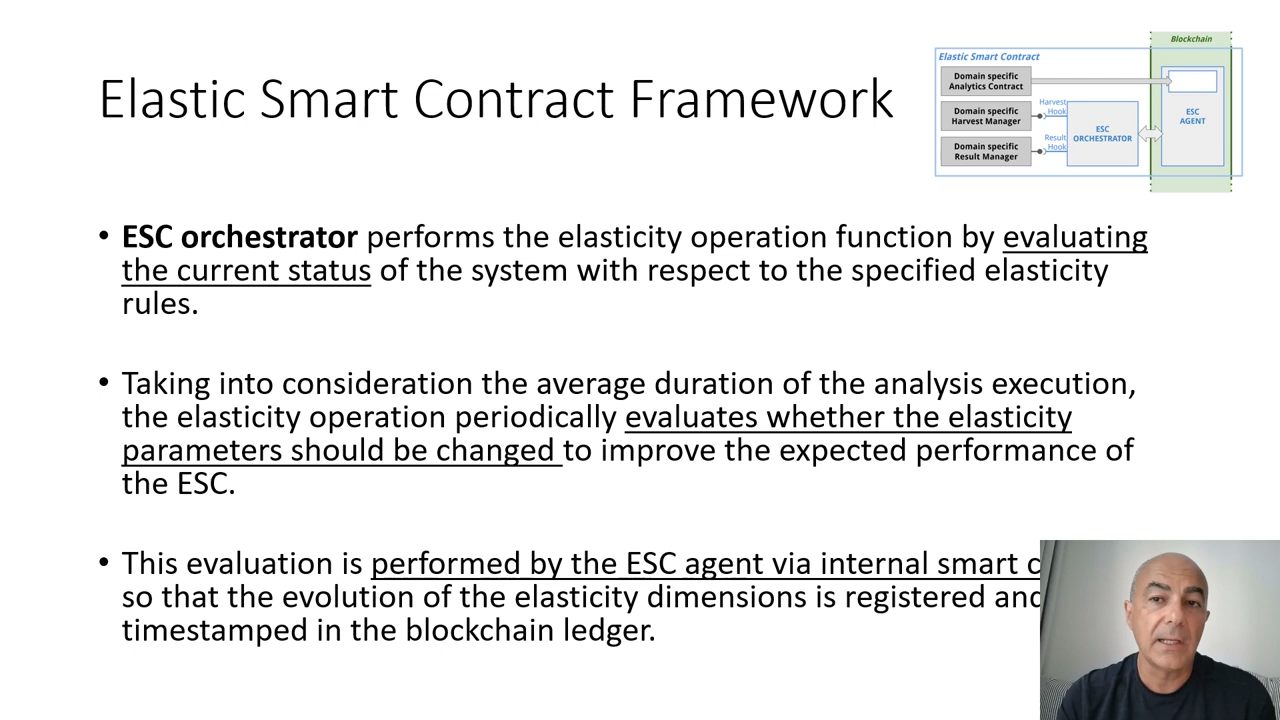 Elastic Smart Contract Framework
Blockchain
Elastic Smart Contract
Domain specific
Analytics Contract
Domain specific
Harvest Manager
Domain specific
Result Manager
Harvest
Hook
Result
Hook
ESC
ORCHESTRATOR
ESC
AGENT
• ESC orchestrator performs the elasticity operation function by evaluating
the current status of the system with respect to the specified elasticity
rules.
• Taking into consideration the average duration of the analysis execution,
the elasticity operation periodically evaluates whether the elasticity
parameters should be changed to improve the expected performance of
the ESC.
• This evaluation is performed by the ESC agent via internal smart
so that the evolution of the elasticity dimensions is registered and
timestamped in the blockchain ledger.